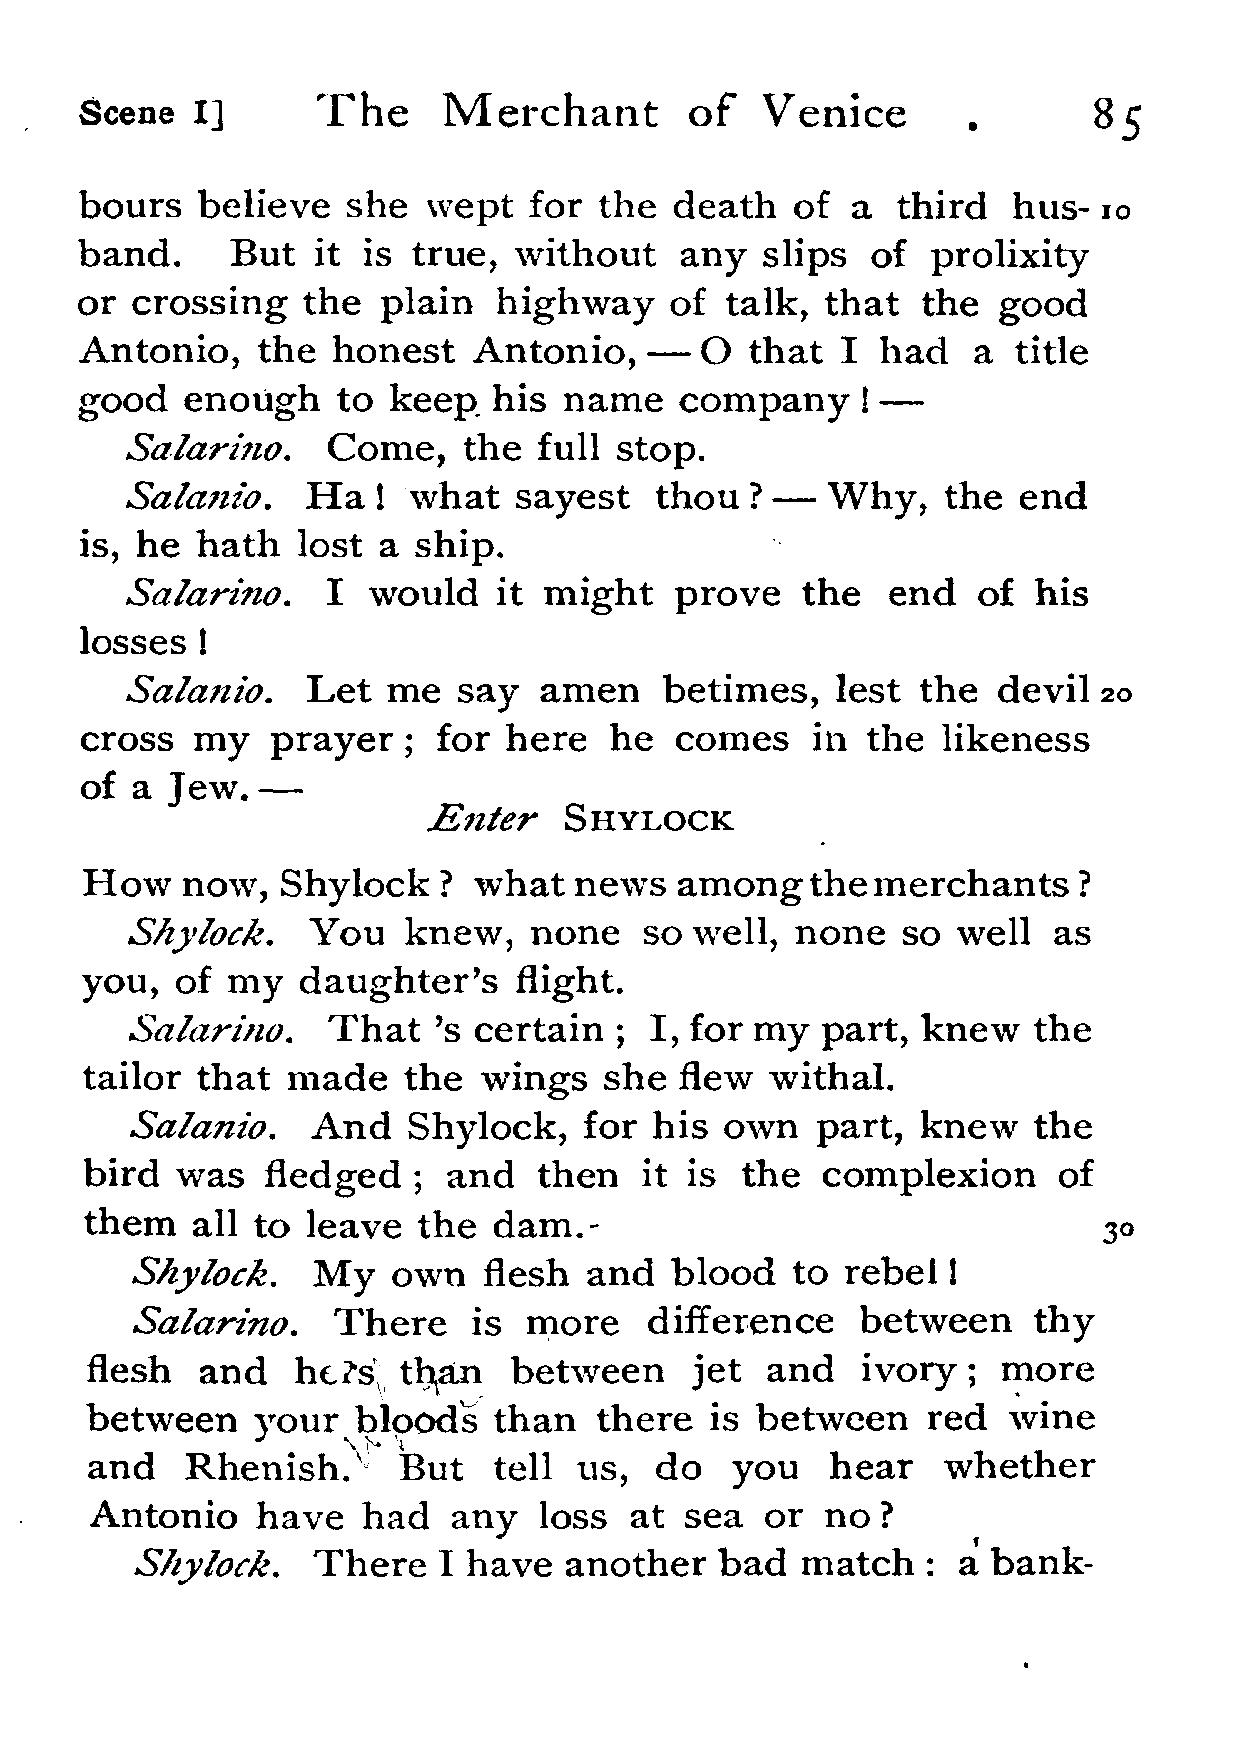 Scene I] The Merchant of Venice . 85
bours believe she wept for the death of a third hus- 10
band. But it is true, without any slips of prolixity
or crossing the plain highway of talk, that the good
Antonio, the honest Antonio, — O that I had a title
good enough to keep his name company! —
Salarino. Come, the full stop.
Salanio. Ha! what sayest thou? — Why, the end
is, he hath lost a ship.
Salarino. I would it might prove the end of his
losses!
Salanio. Let me say amen betimes, lest the devil 20
cross my prayer; for here he comes in the likeness
of a Jew. —
Enter SHYLOCK
How now, Shylock? what news among the merchants?
Shylock. You knew, none so well, none so well as
you, of my daughter's flight.
Salarino. That 's certain; I, for my part, knew the
tailor that made the wings she flew withal.
Salanio. And Shylock, for his own part, knew the
bird was fledged; and then it is the complexion of
them all to leave the dam. 30
Shylock. My own flesh and blood to rebel!
Salarino. There is more difference between thy
flesh and hers than between jet and ivory; more
between your bloods than there is between red wine
and Rhenish. But tell us, do you hear whether
Antonio have had any loss at sea or no?
Shylock. There I have another bad match: a bank-